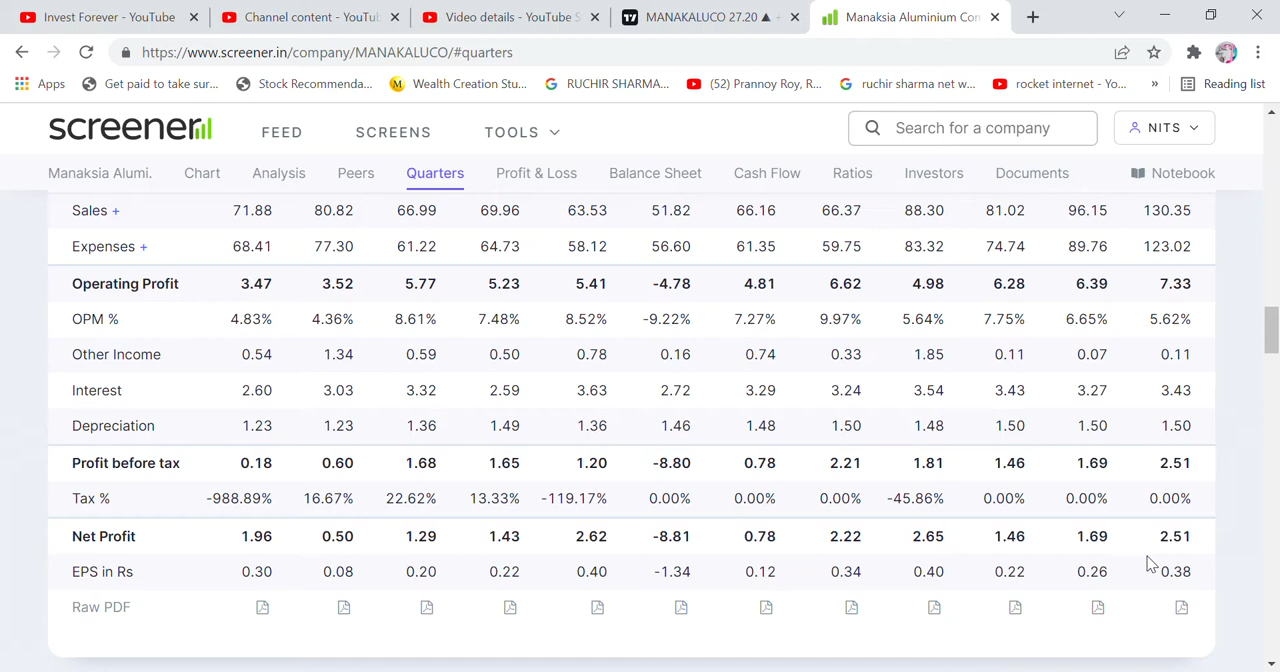 Invest Forever - YouTube
Channel content - YouTu
Video details - YouTube S
MANAKALUCO 27.20 ▲ +
Manaksia Aluminium Con
https://www.screener.in/company/MANAKALUCO/#quarters
Apps
Get paid to take sur...
Stock Recommenda...
Wealth Creation Stu...
RUCHIR SHARMA...
(52) Prannoy Roy, R...
ruchir sharma net w...
rocket internet - Yo...
»
Reading list
screener
FEED
SCREENS
TOOLS
Search for a company
NITS
Manaksia Alumi.
Chart
Analysis
Peers
Quarters
Profit & Loss
Balance Sheet
Cash Flow
Ratios
Investors
Documents
Notebook
Sales + 71.88 80.82 66.99 69.96 63.53 51.82 66.16 66.37 88.30 81.02 96.15 130.35
Expenses + 68.41 77.30 61.22 64.73 58.12 56.60 61.35 59.75 83.32 74.74 89.76 123.02
Operating Profit 3.47 3.52 5.77 5.23 5.41 -4.78 4.81 6.62 4.98 6.28 6.39 7.33
OPM % 4.83% 4.36% 8.61% 7.48% 8.52% -9.22% 7.27% 9.97% 5.64% 7.75% 6.65% 5.62%
Other Income 0.54 1.34 0.59 0.50 0.78 0.16 0.74 0.33 1.85 0.11 0.07 0.11
Interest 2.60 3.03 3.32 2.59 3.63 2.72 3.29 3.24 3.54 3.43 3.27 3.43
Depreciation 1.23 1.23 1.36 1.49 1.36 1.46 1.48 1.50 1.48 1.50 1.50 1.50
Profit before tax 0.18 0.60 1.68 1.65 1.20 -8.80 0.78 2.21 1.81 1.46 1.69 2.51
Tax % -988.89% 16.67% 22.62% 13.33% -119.17% 0.00% 0.00% 0.00% -45.86% 0.00% 0.00% 0.00%
Net Profit 1.96 0.50 1.29 1.43 2.62 -8.81 0.78 2.22 2.65 1.46 1.69 2.51
EPS in Rs 0.30 0.08 0.20 0.22 0.40 -1.34 0.12 0.34 0.40 0.22 0.26 0.38
Raw PDF